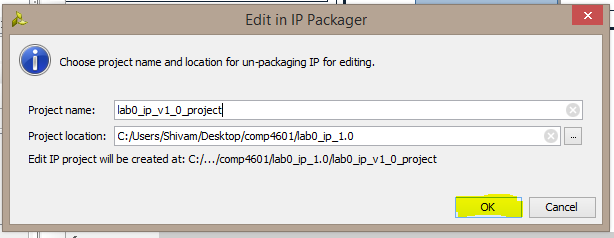 Edit in IP Packager
Choose project name and location for un-packaging IP for editing.
Project name: lab0_ip_v1_0_project
Project location: C:/Users/Shivam/Desktop/comp4601/lab0_ip_1.0 ...
Edit IP project will be created at: C:/.../comp4601/lab0_ip_1.0/lab0_ip_v1_0_project
OK Cancel